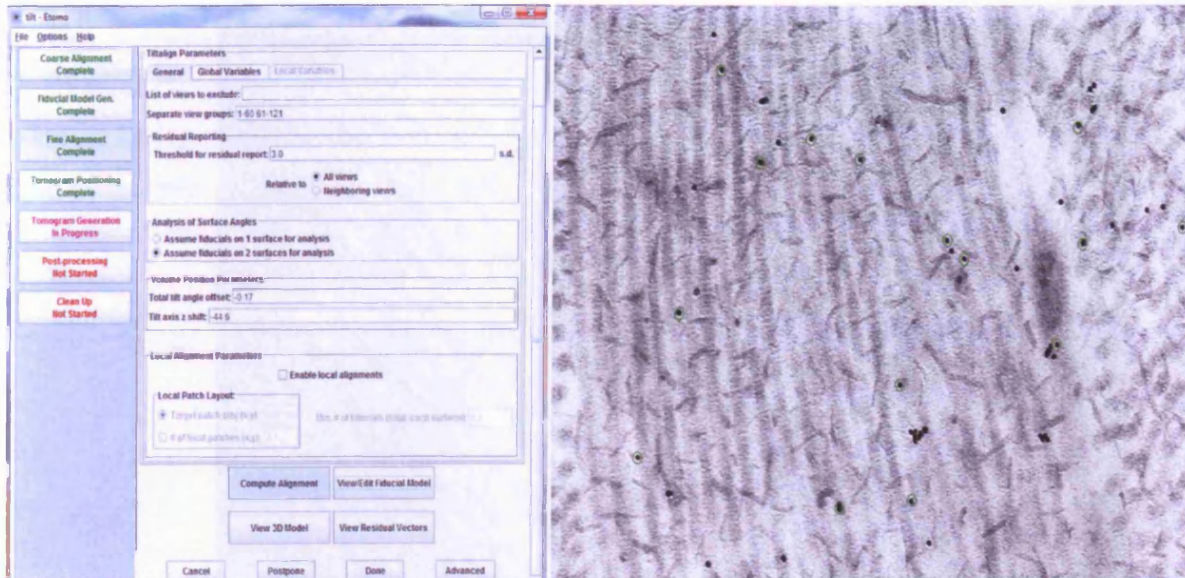 tilt - Etomo
File Options Help
Coarse Alignment
Complete
Fiducial Model Gen.
Complete
Fine Alignment
Complete
Tomogram Positioning
Complete
Tomogram Generation
In Progress
Post-processing
Not Started
Clean Up
Not Started
Tiltalign Parameters
General Global Variables Local Variables
List of views to exclude:
Separate view groups: 1-60 61-121
Residual Reporting
Threshold for residual report: 3.0 s.d.
Relative to All views
Neighboring views
Analysis of Surface Angles
Assume fiducials on 1 surface for analysis
Assume fiducials on 2 surfaces for analysis
Volume Position Parameters
Total tilt angle offset: -0.17
Tilt axis z shift: -44.6
Local Alignment Parameters
Enable local alignments
Local Patch Layout:
Target patch size (x,y):
# of local patches (x,y):
Compute Alignment View/Edit Fiducial Model
View 3D Model View Residual Vectors
Cancel Postpone Done Advanced